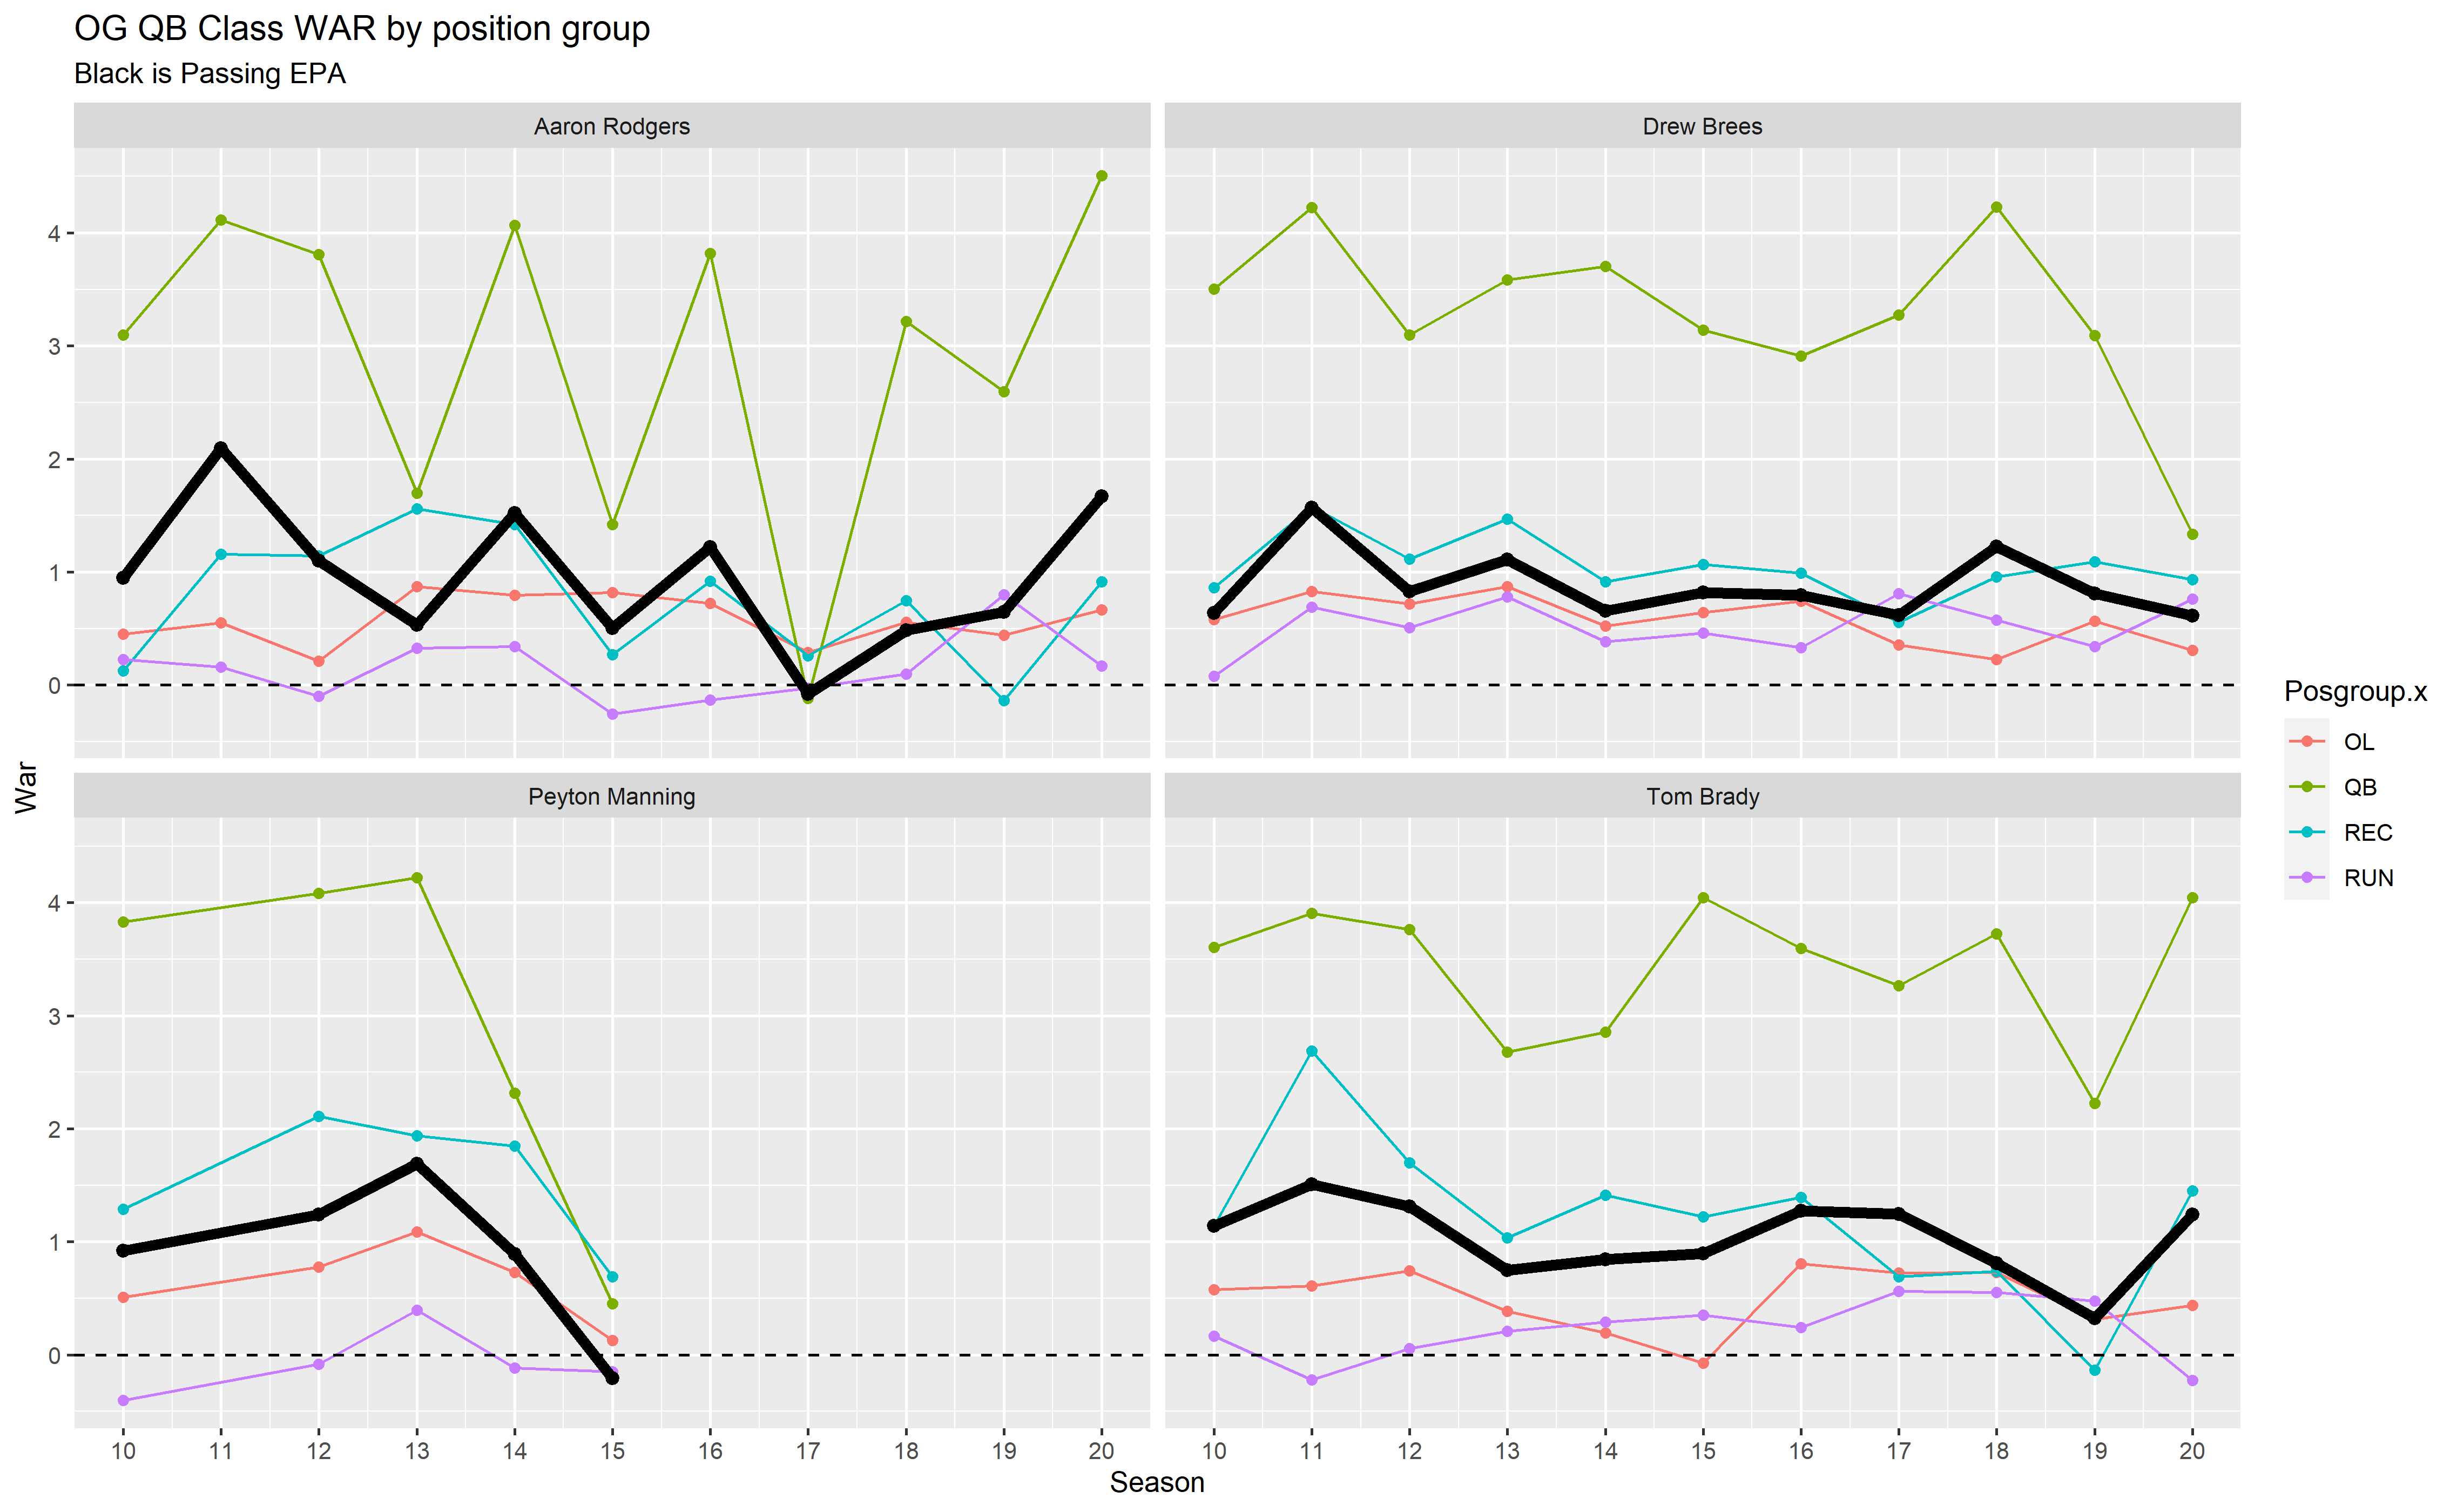 OG QB Class WAR by position group
Black is Passing EPA
Aaron Rodgers
Drew Brees
4
3
2
1
0
Peyton Manning
Tom Brady
4
3
2
1
0
War
10 11 12 13 14 15 16 17 18 19 20
10 11 12 13 14 15 16 17 18 19 20
Season
Posgroup.x
OL
QB
REC
RUN